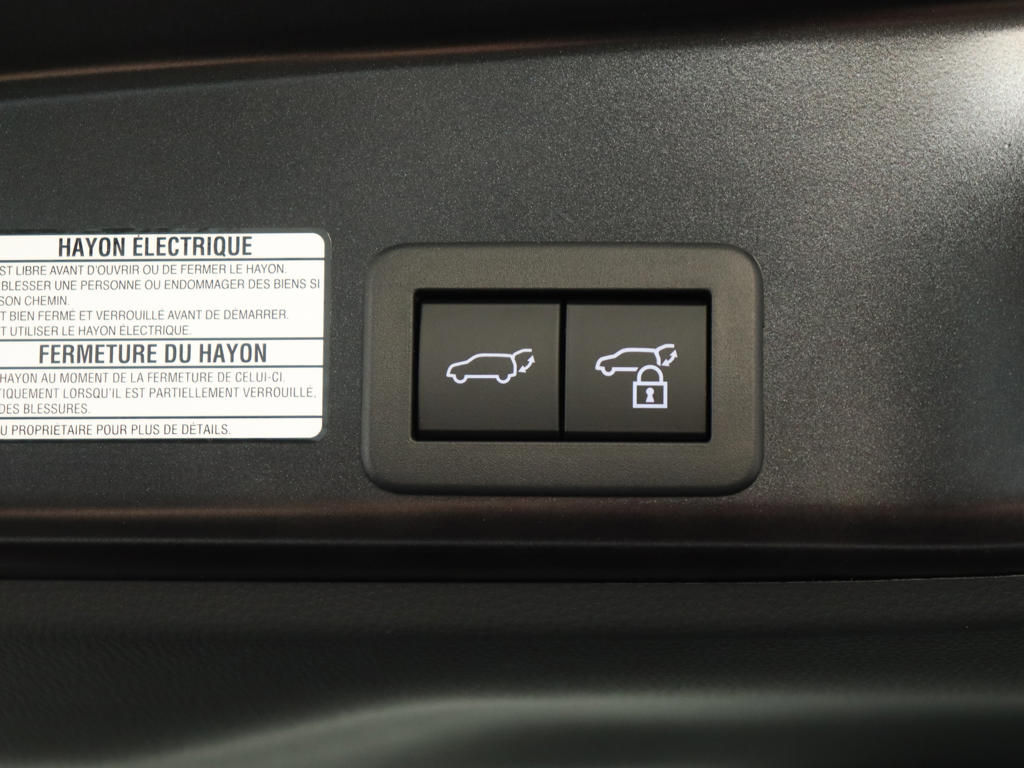 HAYON ÉLECTRIQUE
EST LIBRE AVANT D'OUVRIR OU DE FERMER LE HAYON.
BLESSER UNE PERSONNE OU ENDOMMAGER DES BIENS SI
SON CHEMIN.
BIEN FERMÉ ET VERROUILLÉ AVANT DE DÉMARRER.
UTILISER LE HAYON ÉLECTRIQUE.
FERMETURE DU HAYON
HAYON AU MOMENT DE LA FERMETURE DE CELUI-CI.
TIQUEMENT LORSQU'IL EST PARTIELLEMENT VERROUILLÉ,
DES BLESSURES.
U PROPRIÉTAIRE POUR PLUS DE DÉTAILS.